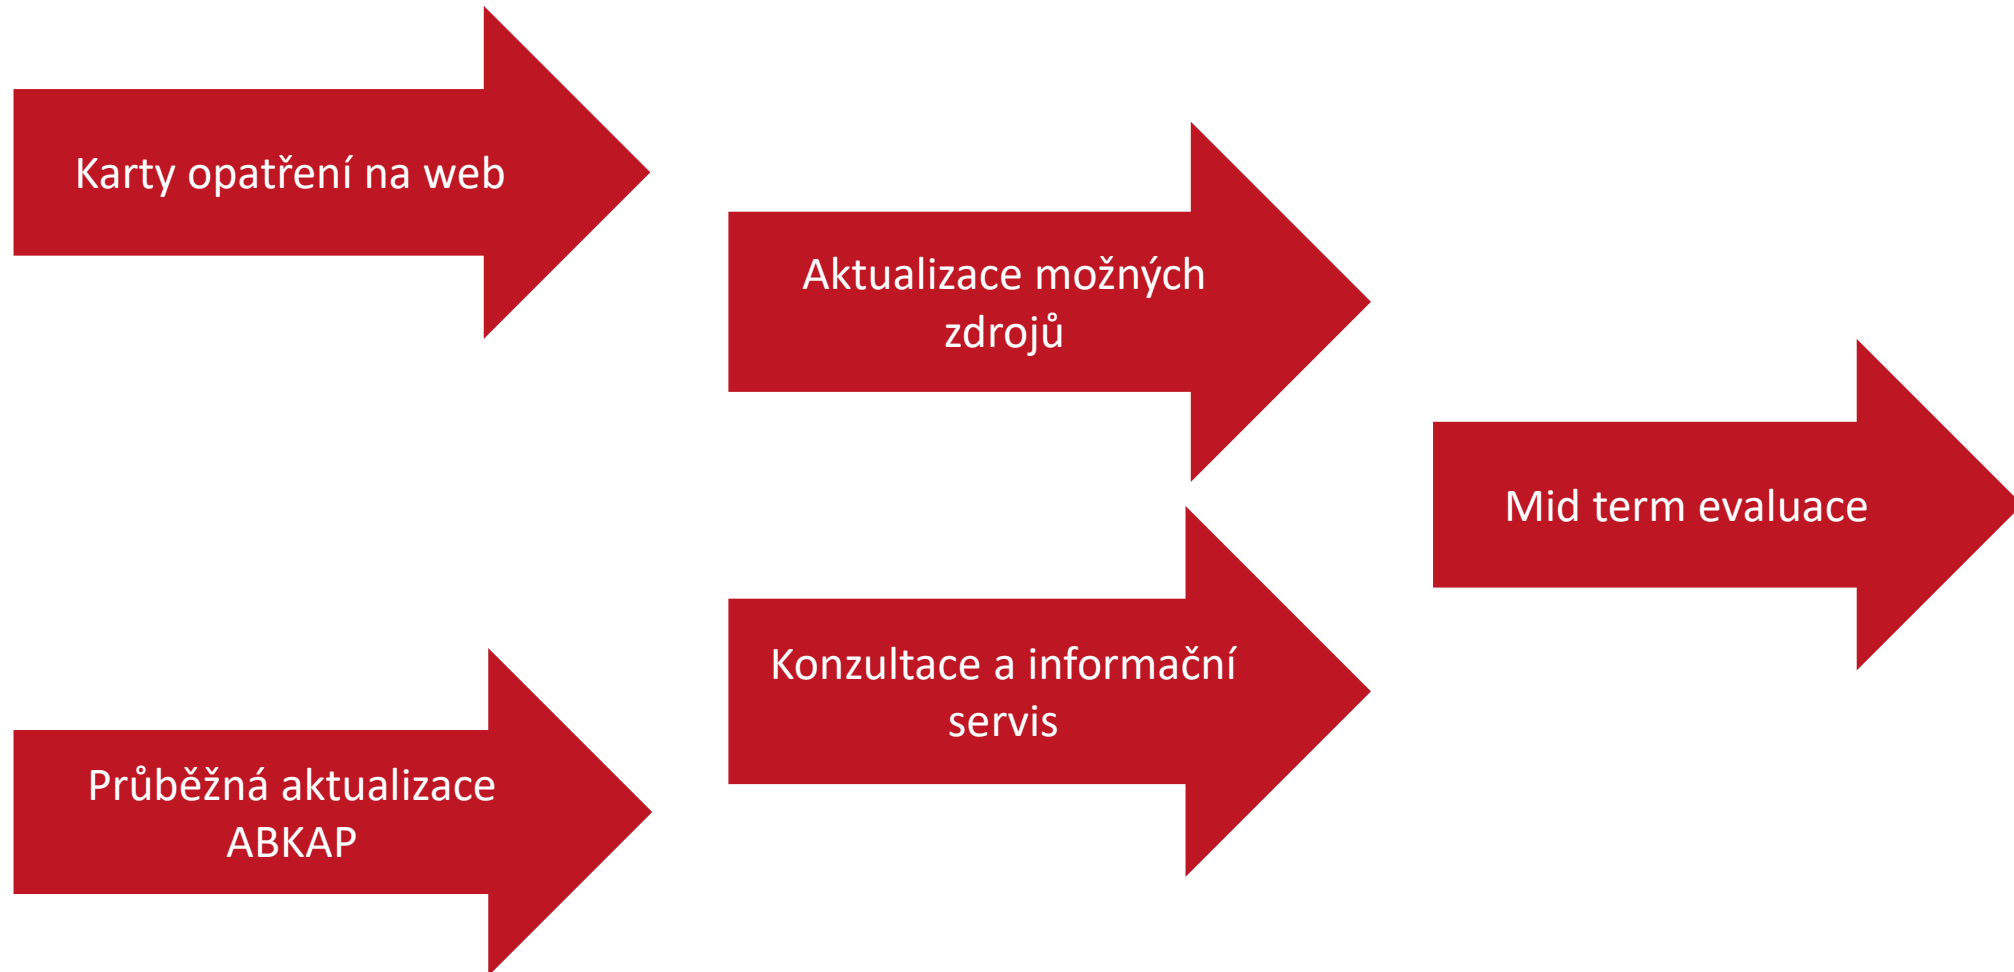 Karty opatření na web
Aktualizace možných
zdrojů
Mid term evaluace
Konzultace a informační
servis
Průběžná aktualizace
ABKAP